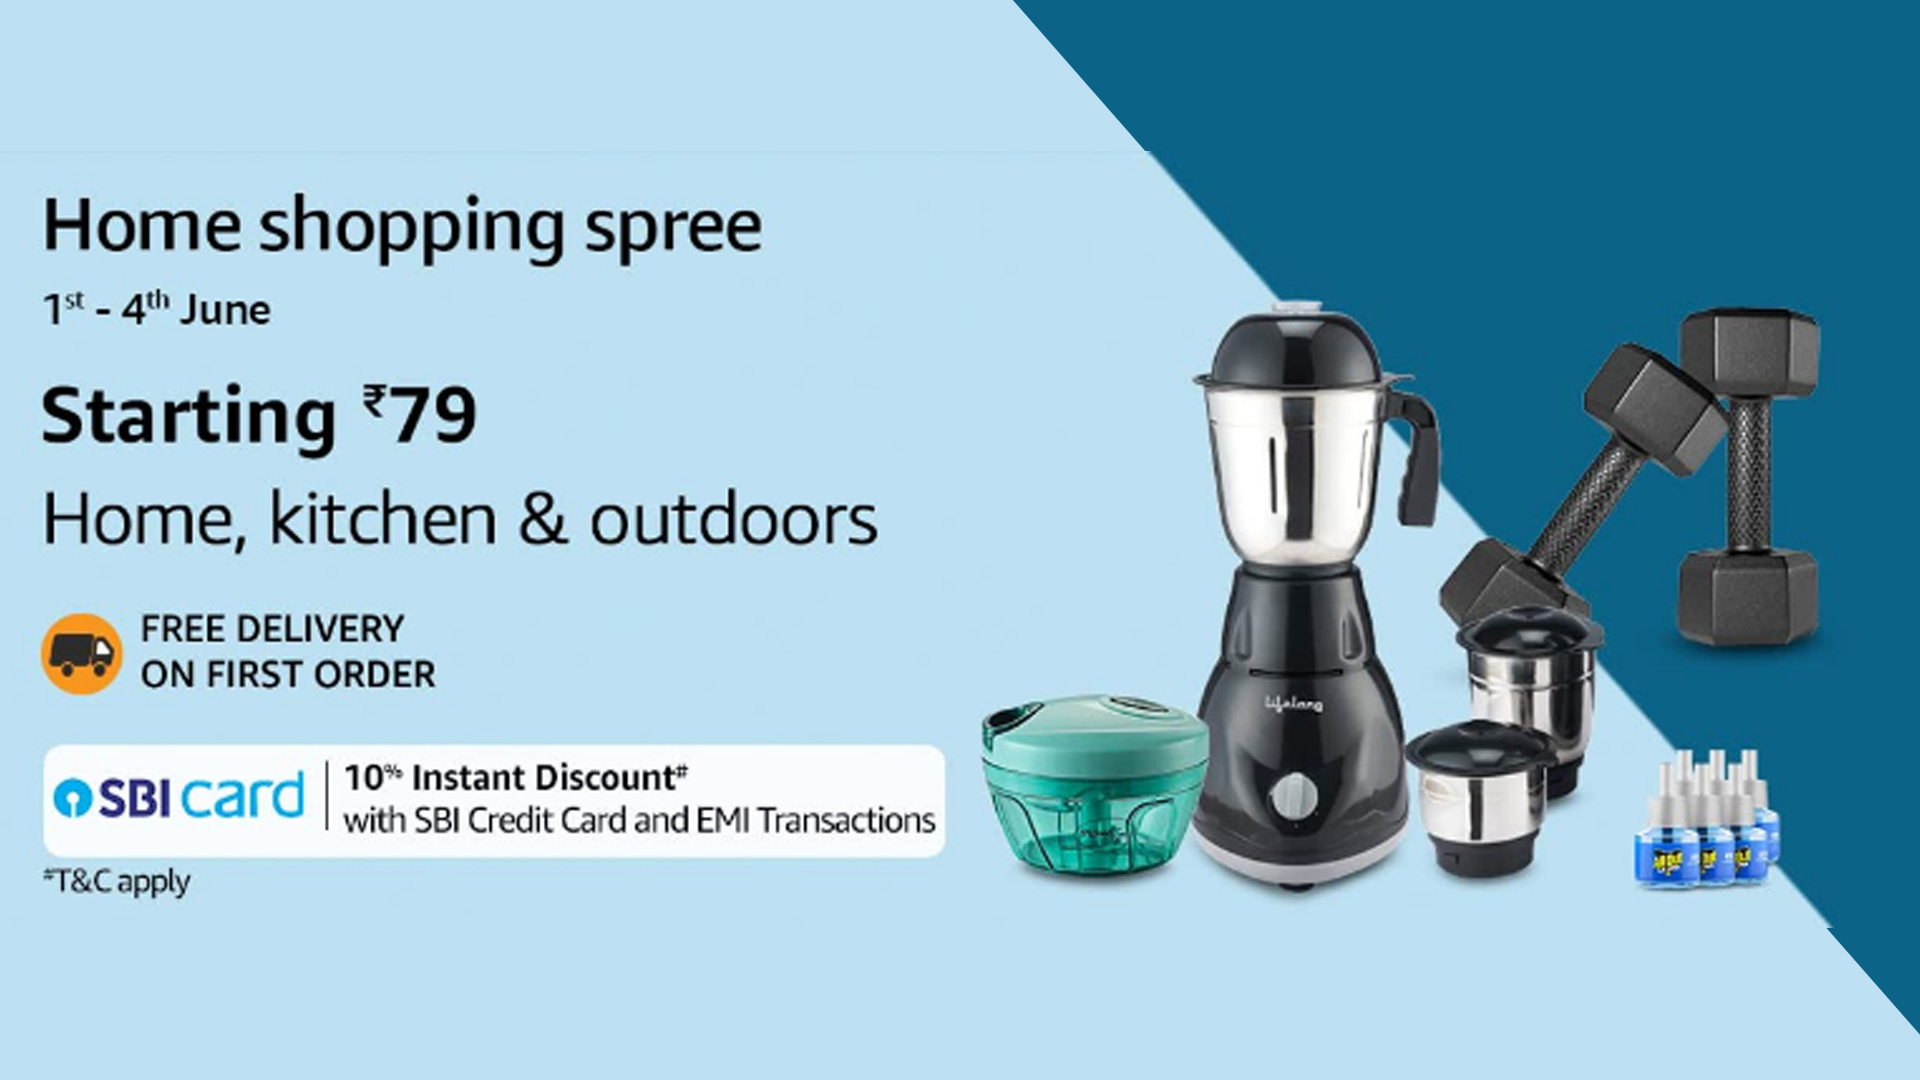 Home shopping spree
1st - 4th June
Starting ₹79
Home, kitchen & outdoors
FREE DELIVERY
ON FIRST ORDER
SBI card
10% Instant Discount#
with SBI Credit Card and EMI Transactions
#T&C apply
Lifelong